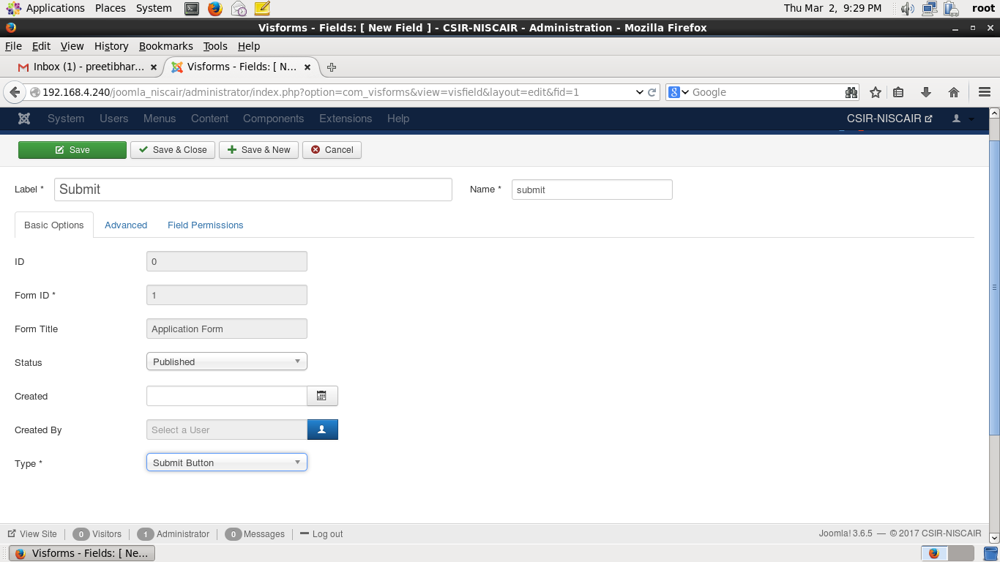 Applications Places System Thu Mar 2, 9:29 PM root
Visforms - Fields: [ New Field ] - CSIR-NISCAIR - Administration - Mozilla Firefox
File Edit View History Bookmarks Tools Help
Inbox (1) - preetibhar... Visforms - Fields: [ N...
192.168.4.240/joomla_niscair/administrator/index.php?option=com_visforms&view=visfield&layout=edit&fid=1 Google
System Users Menus Content Components Extensions Help CSIR-NISCAIR
Save Save & Close Save & New Cancel
Label * Submit Name * submit
Basic Options Advanced Field Permissions
ID 0
Form ID * 1
Form Title Application Form
Status Published
Created
Created By Select a User
Type * Submit Button
View Site 0 Visitors 1 Administrator 0 Messages Log out Joomla! 3.6.5 — © 2017 CSIR-NISCAIR
Visforms - Fields: [ Ne...